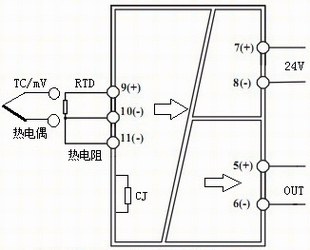 7(+)
TC/mV
RTD
9(+)
24V
8(-)
10(-)
热电偶
11(-)
热电阻
5(+)
CJ
OUT
6(-)